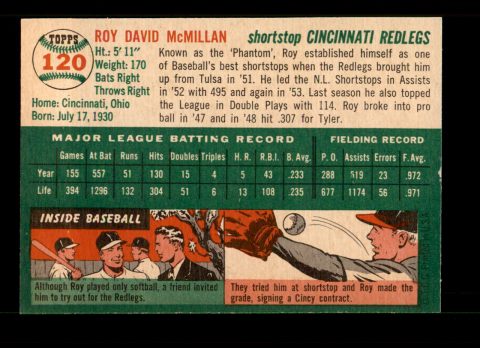 TOPPS
120
ROY DAVID McMILLAN shortstop CINCINNATI REDLEGS
Ht.: 5' 11"
Weight: 170
Bats Right
Throws Right
Home: Cincinnati, Ohio
Born: July 17, 1930
Known as the 'Phantom', Roy established himself as
one of Baseball's best shortstops when the Redlegs brought him
up from Tulsa in '51. He led the N.L. Shortstops in Assists
in '52 with 495 and again in '53. Last season he also topped
the League in Double Plays with 114. Roy broke into pro
ball in '47 and in '48 hit .307 for Tyler.
MAJOR LEAGUE BATTING RECORD FIELDING RECORD
Games At Bat Runs Hits Doubles Triples H. R. R.B.I. B. Avg. P.O. Assists Errors F. Avg.
Year 155 557 51 130 15 4 5 43 .233 288 519 23 .972
Life 394 1296 132 304 51 6 13 108 .235 677 1174 56 .971
INSIDE BASEBALL
Although Roy played only softball, a friend invited
him to try out for the Redlegs.
They tried him at shortstop and Roy made the
grade, signing a Cincy contract.